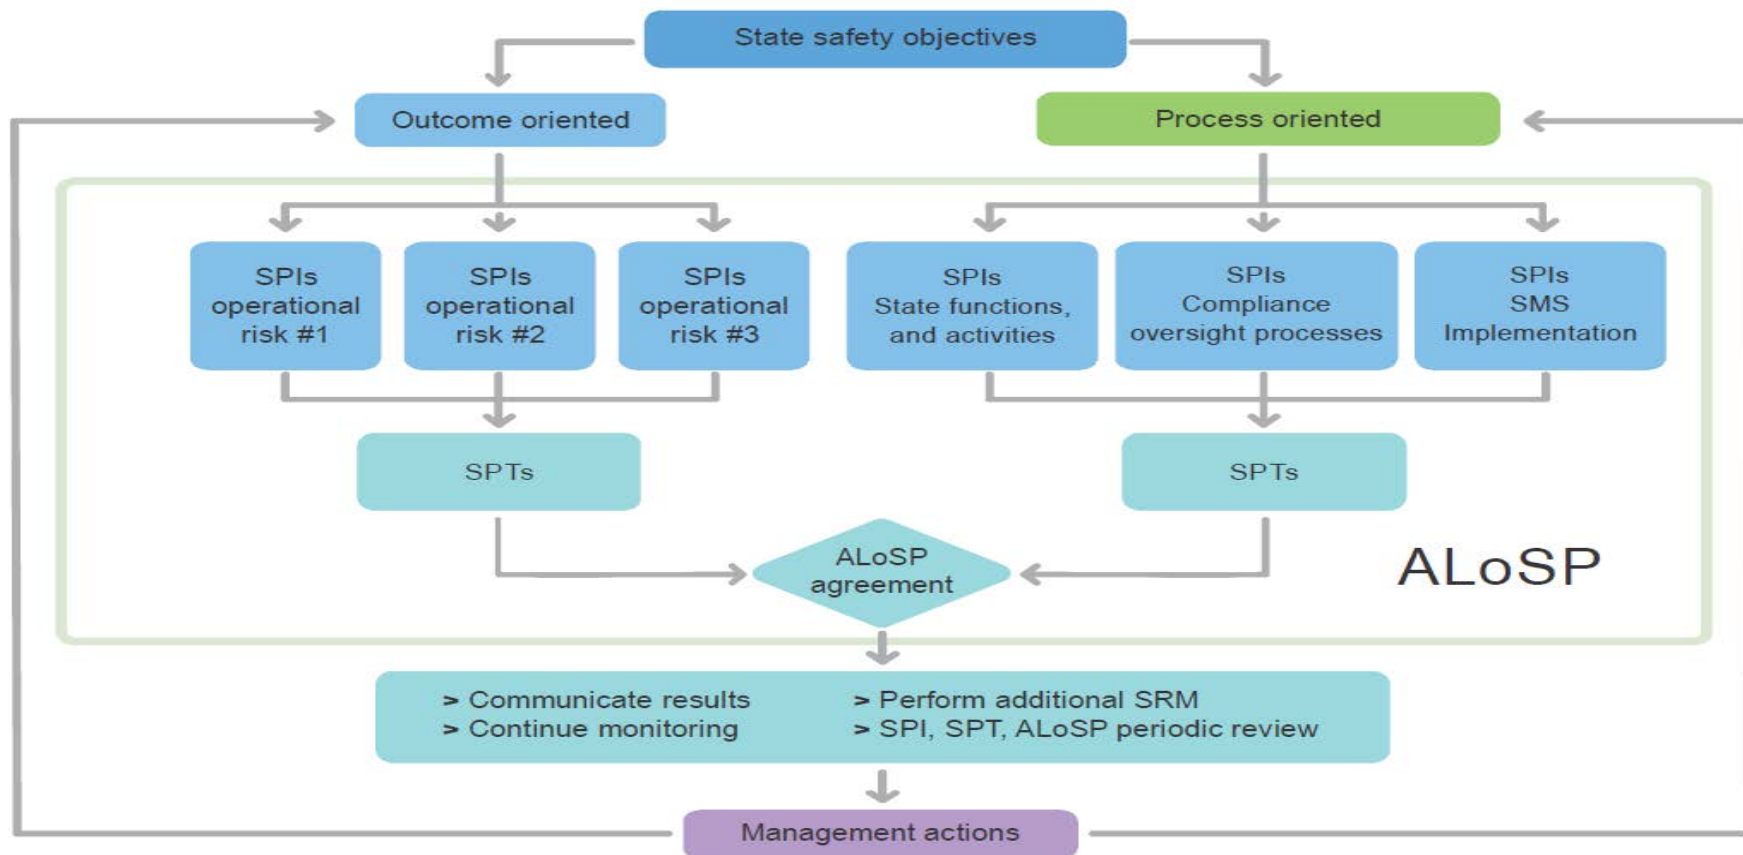 State safety objectives
Outcome oriented
Process oriented
SPIs
operational
risk #1
SPIs
operational
risk #2
SPIs
operational
risk #3
SPIs
State functions,
and activities
SPIs
Compliance
oversight processes
SPIs
SMS
Implementation
SPTs
SPTs
ALoSP
agreement
ALoSP
> Communicate results
> Continue monitoring
> Perform additional SRM
> SPI, SPT, ALoSP periodic review
Management actions